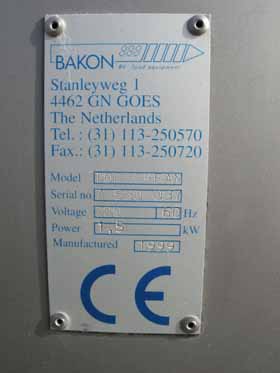 BAKON
food equipment
Stanleyweg 1
4462 GN GOES
The Netherlands
Tel.: (31) 113-250570
Fax.: (31) 113-250720
Model
Serial no
Voltage 60 Hz
Power 1,5 kW
Manufactured 1999
CE